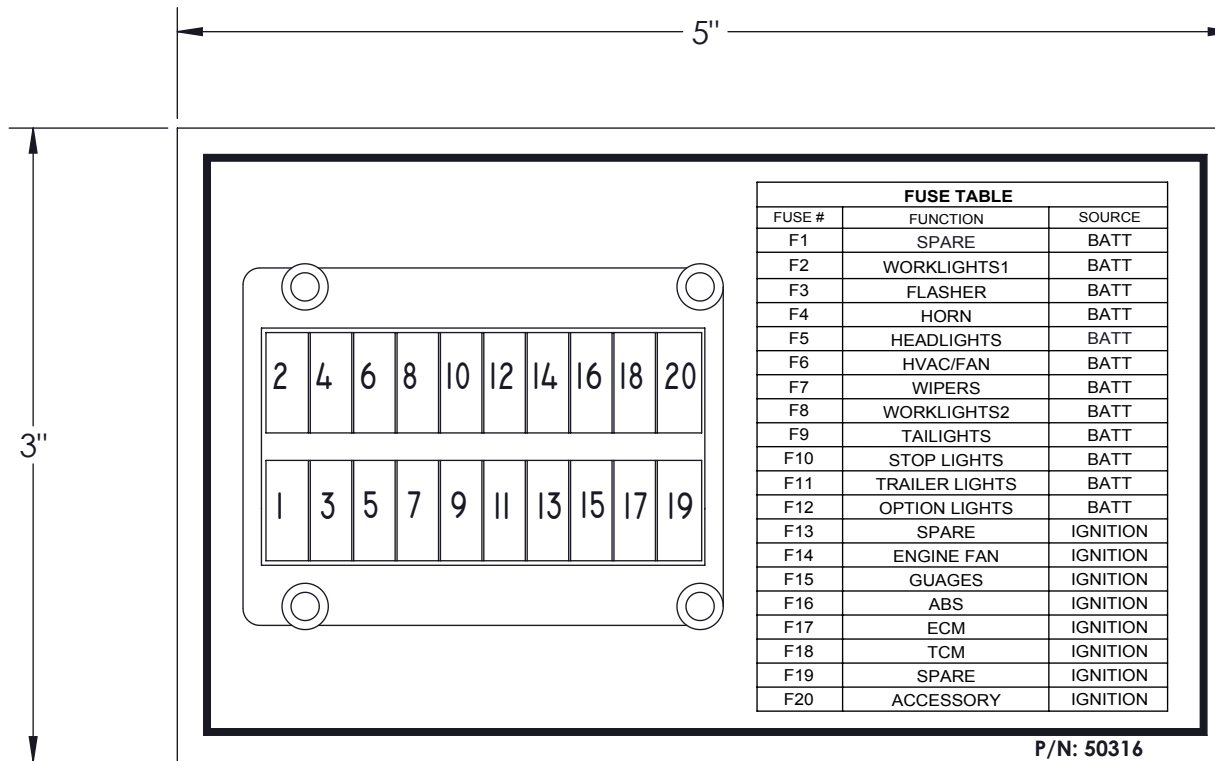 5"
3"
2 4 6 8 10 12 14 16 18 20
1 3 5 7 9 11 13 15 17 19
FUSE TABLE
FUSE # FUNCTION SOURCE
F1 SPARE BATT
F2 WORKLIGHTS1 BATT
F3 FLASHER BATT
F4 HORN BATT
F5 HEADLIGHTS BATT
F6 HVAC/FAN BATT
F7 WIPERS BATT
F8 WORKLIGHTS2 BATT
F9 TAILIGHTS BATT
F10 STOP LIGHTS BATT
F11 TRAILER LIGHTS BATT
F12 OPTION LIGHTS BATT
F13 SPARE IGNITION
F14 ENGINE FAN IGNITION
F15 GUAGES IGNITION
F16 ABS IGNITION
F17 ECM IGNITION
F18 TCM IGNITION
F19 SPARE IGNITION
F20 ACCESSORY IGNITION
P/N: 50316